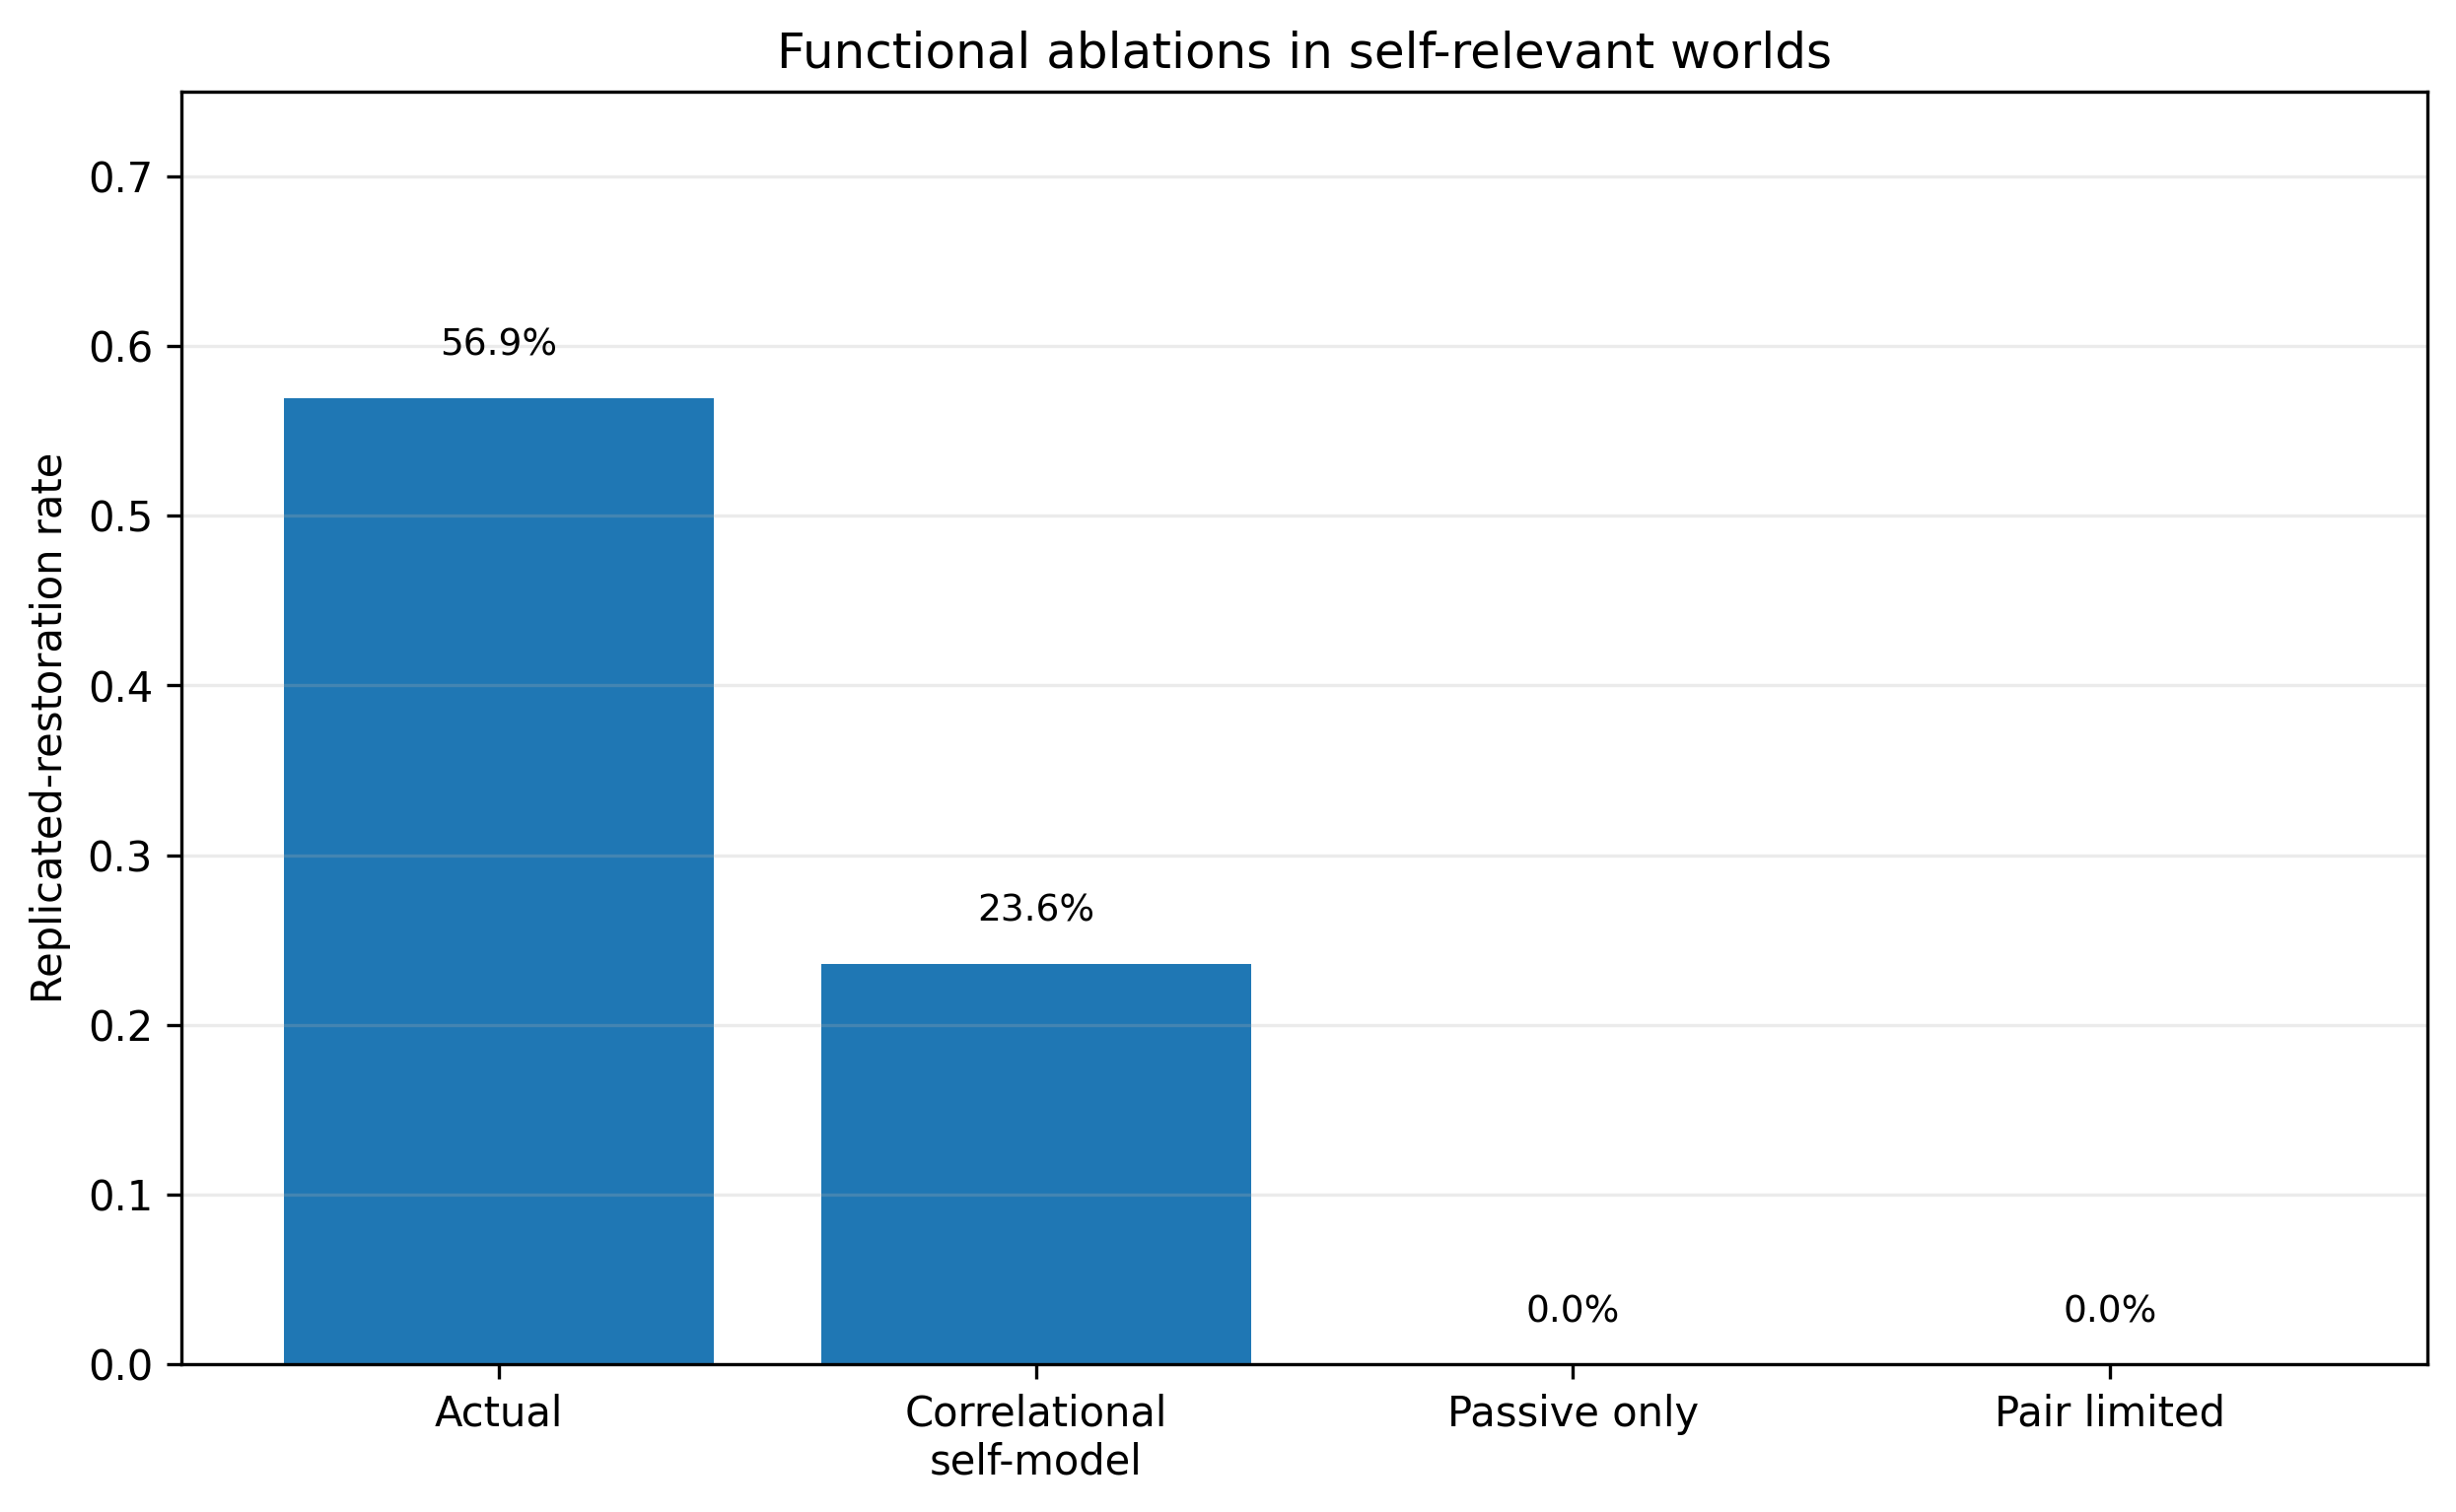 Functional ablations in self-relevant worlds
Replicated-restoration rate
0.7
0.6
0.5
0.4
0.3
0.2
0.1
0.0
56.9%
23.6%
0.0%
0.0%
Actual
Correlational
self-model
Passive only
Pair limited